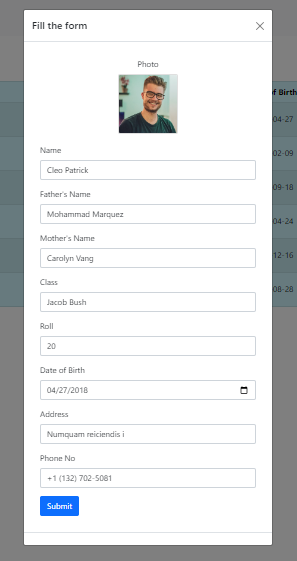 Fill the form
Photo
of Birth
Name
Cleo Patrick
04-27
Father's Name
02-09
Mohammad Marquez
09-18
Mother's Name
Carolyn Vang
04-24
Class
12-16
Jacob Bush
08-28
Roll
20
Date of Birth
04/27/2018
Address
Numquam reiciendis i
Phone No
+1 (132) 702-5081
Submit